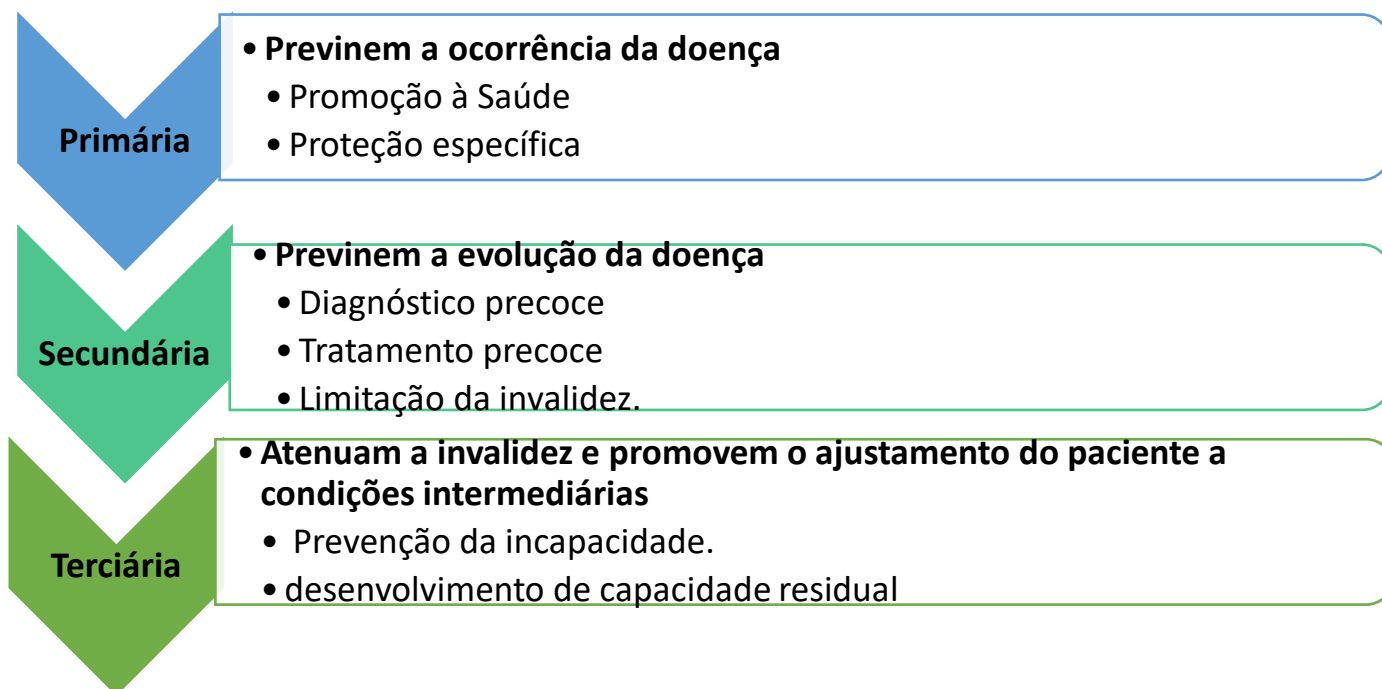 Primária
• Previnem a ocorrência da doença
• Promoção à Saúde
• Proteção específica
Secundária
• Previnem a evolução da doença
• Diagnóstico precoce
• Tratamento precoce
• Limitação da invalidez.
Terciária
• Atenuam a invalidez e promovem o ajustamento do paciente a
condições intermediárias
• Prevenção da incapacidade.
• desenvolvimento de capacidade residual